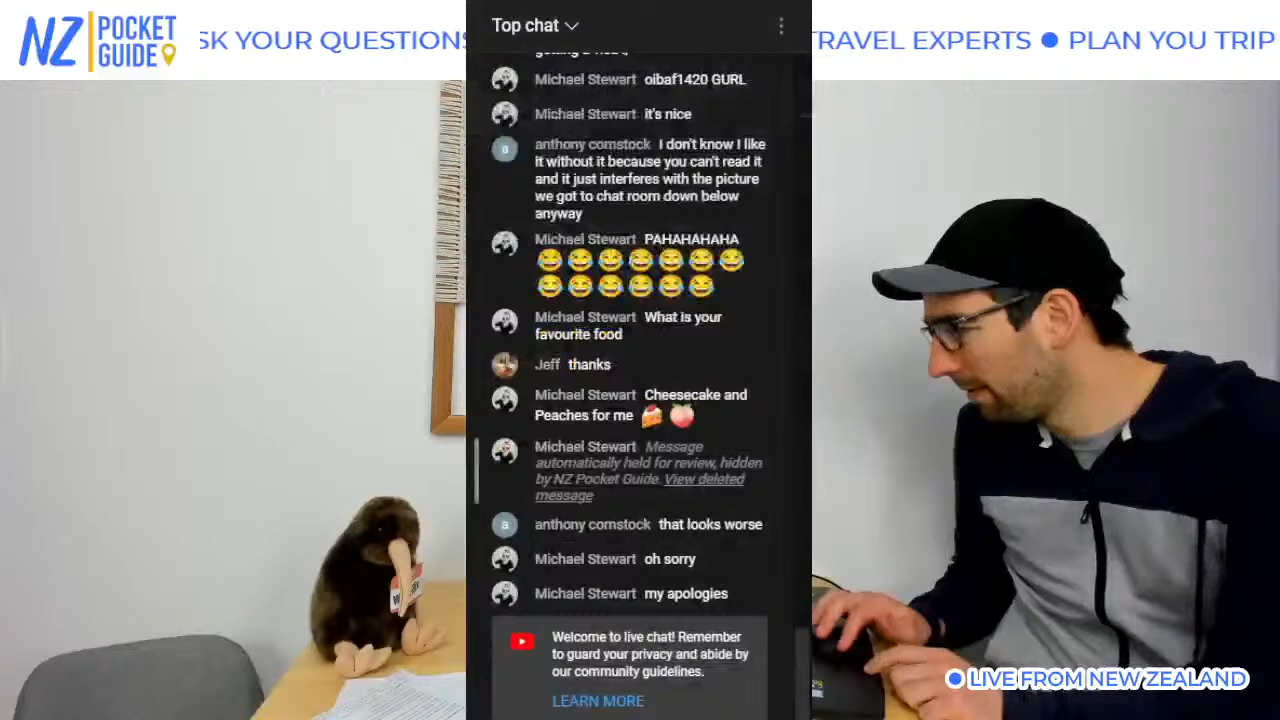 NZ POCKET GUIDE
SK YOUR QUESTIONS
TRAVEL EXPERTS ● PLAN YOU TRIP
Top chat
Michael Stewart oibaf1420 GURL
Michael Stewart it's nice
anthony comstock I don't know I like
it without it because you can't read it
and it just interferes with the picture
we got to chat room down below
anyway
Michael Stewart PAHAHAHAHA
😂😂😂😂😂😂😂
😂😂😂😂😂😂
Michael Stewart What is your
favourite food
Jeff thanks
Michael Stewart Cheesecake and
Peaches for me 🍰 🍑
Michael Stewart Message
automatically held for review, hidden
by NZ Pocket Guide. View deleted
message
anthony comstock that looks worse
Michael Stewart oh sorry
Michael Stewart my apologies
Welcome to live chat! Remember
to guard your privacy and abide by
our community guidelines.
LEARN MORE
● LIVE FROM NEW ZEALAND